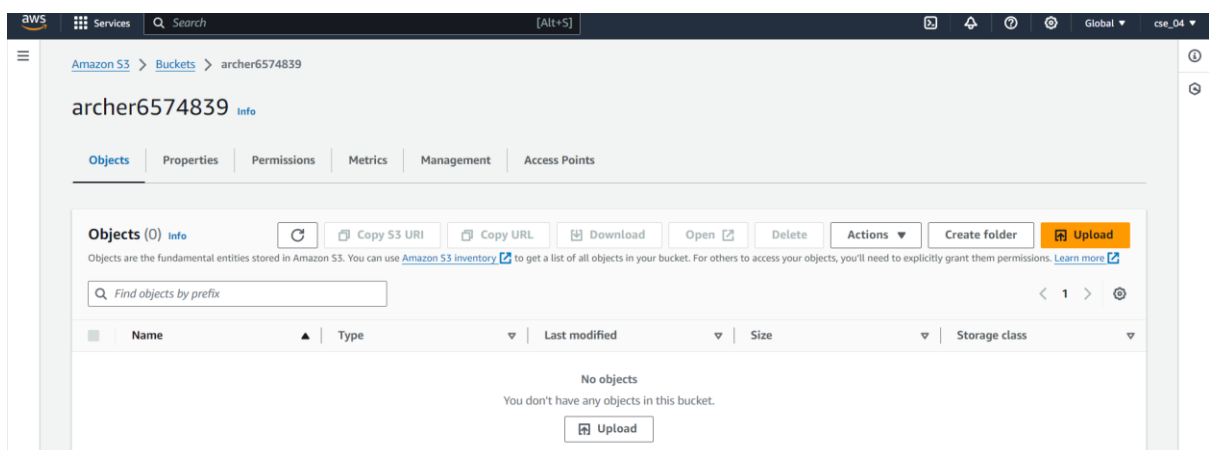 aws Services Search [Alt+S] Global ▼ cse_04 ▼
Amazon S3 > Buckets > archer6574839
archer6574839 Info
Objects Properties Permissions Metrics Management Access Points
Objects (0) Info Copy S3 URI Copy URL Download Open Delete Actions ▼ Create folder Upload
Objects are the fundamental entities stored in Amazon S3. You can use Amazon S3 inventory to get a list of all objects in your bucket. For others to access your objects, you'll need to explicitly grant them permissions. Learn more
Find objects by prefix < 1 >
Name Type Last modified Size Storage class
No objects
You don't have any objects in this bucket.
Upload